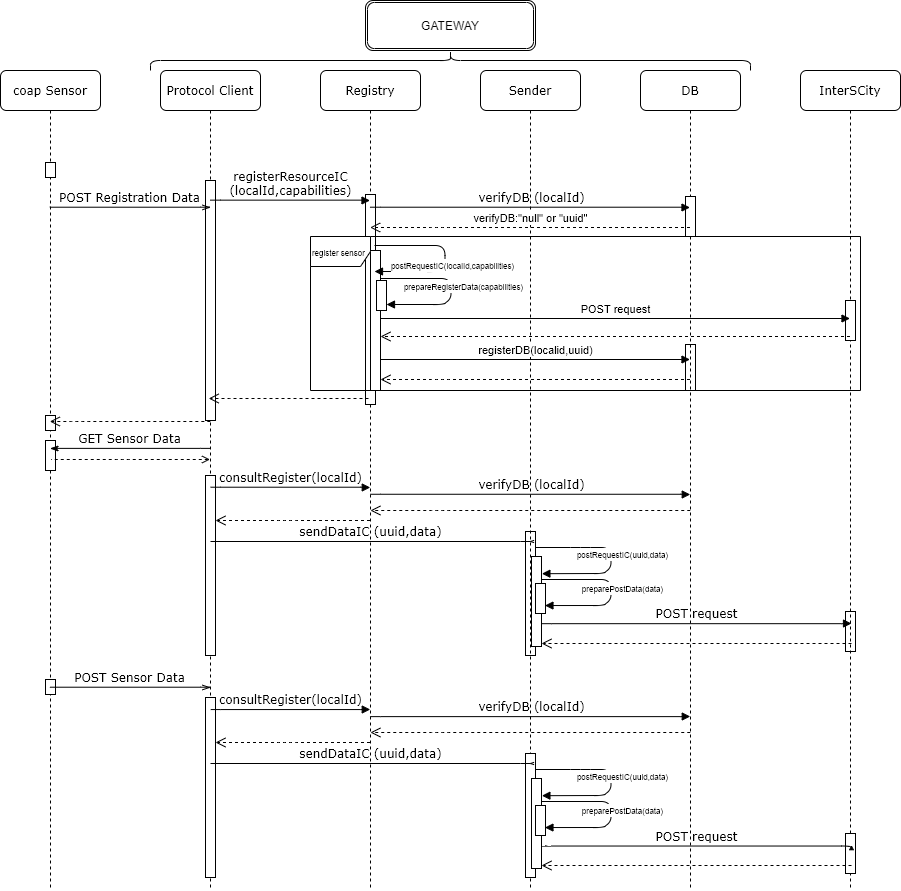 GATEWAY
coap Sensor
Protocol Client
Registry
Sender
DB
InterSCity
registerResourceIC
(localId,capabilities)
POST Registration Data
verifyDB (localId)
verifyDB:"null" or "uuid"
register sensor
postRequestIC(localid,capabilities)
prepareRegisterData(capabilities)
POST request
registerDB(localid,uuid)
GET Sensor Data
consultRegister(localId)
verifyDB (localId)
sendDataIC (uuid,data)
postRequestIC(uuid,data)
preparePostData(data)
POST request
POST Sensor Data
consultRegister(localId)
verifyDB (localId)
sendDataIC (uuid,data)
postRequestIC(uuid,data)
preparePostData(data)
POST request